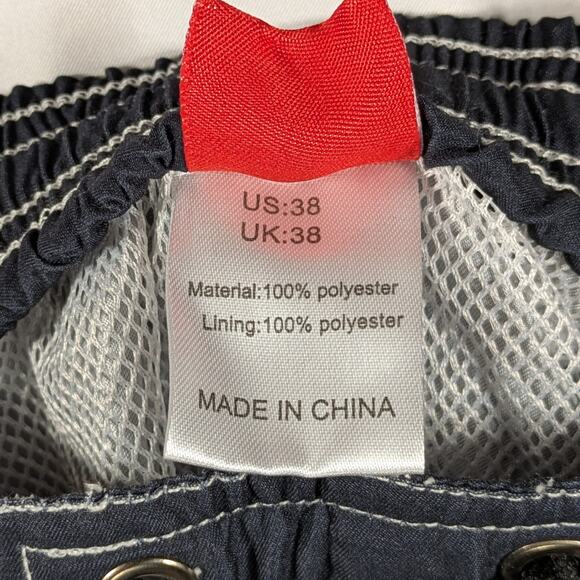 US:38
UK:38
Material:100% polyester
Lining:100% polyester
MADE IN CHINA